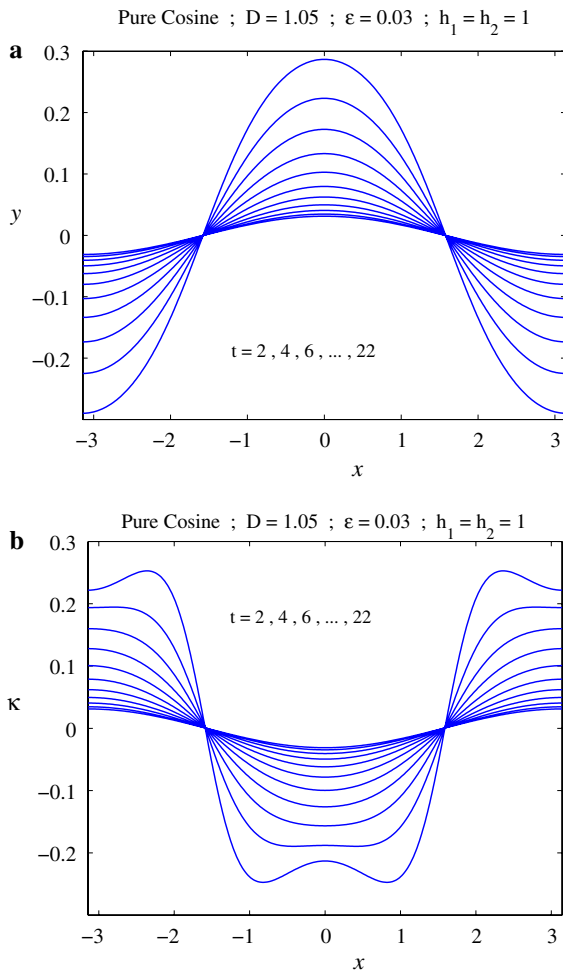 Pure Cosine ; D = 1.05 ; ε = 0.03 ; h1 = h2 = 1
a
0.3
0.2
0.1
y
0
−0.1
−0.2
t = 2 , 4 , 6 , ... , 22
−3 −2 −1 0 1 2 3
x
Pure Cosine ; D = 1.05 ; ε = 0.03 ; h1 = h2 = 1
b
0.3
0.2
t = 2 , 4 , 6 , ... , 22
0.1
κ
0
−0.1
−0.2
−3 −2 −1 0 1 2 3
x